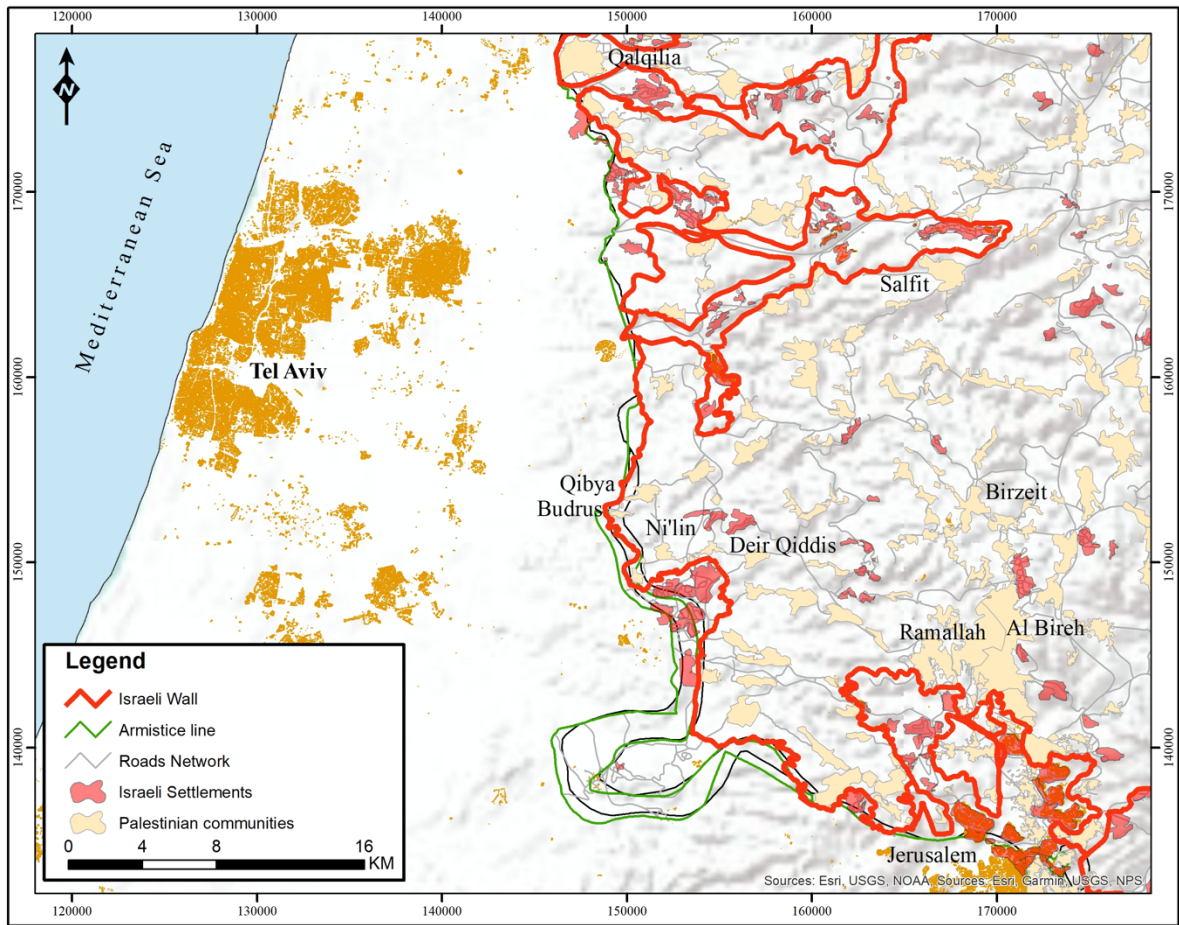 120000 130000 140000 150000 160000 170000
N
Qalqilia
Mediterranean Sea
170000
170000
Salfit
160000
160000
Tel Aviv
Qibya
Budrus
Birzeit
Ni'lin
Deir Qiddis
150000
150000
Ramallah
Al Bireh
140000
140000
Jerusalem
Legend
Israeli Wall
Armistice line
Roads Network
Israeli Settlements
Palestinian communities
0 4 8 16
KM
Sources: Esri, USGS, NOAA, Sources: Esri, Garmin, USGS, NPS
120000 130000 140000 150000 160000 170000